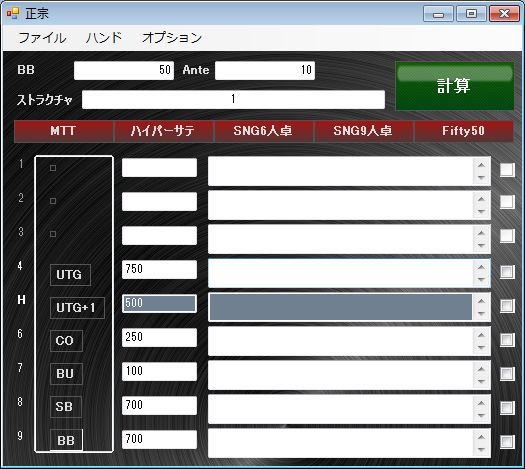 正宗
ファイル ハンド オプション
BB 50 Ante 10
計算
ストラクチャ 1
MTT ハイパーサテ SNG6人卓 SNG9人卓 Fifty50
1
2
3
4 UTG 750
H UTG+1 500
6 CO 250
7 BU 100
8 SB 700
9 BB 700